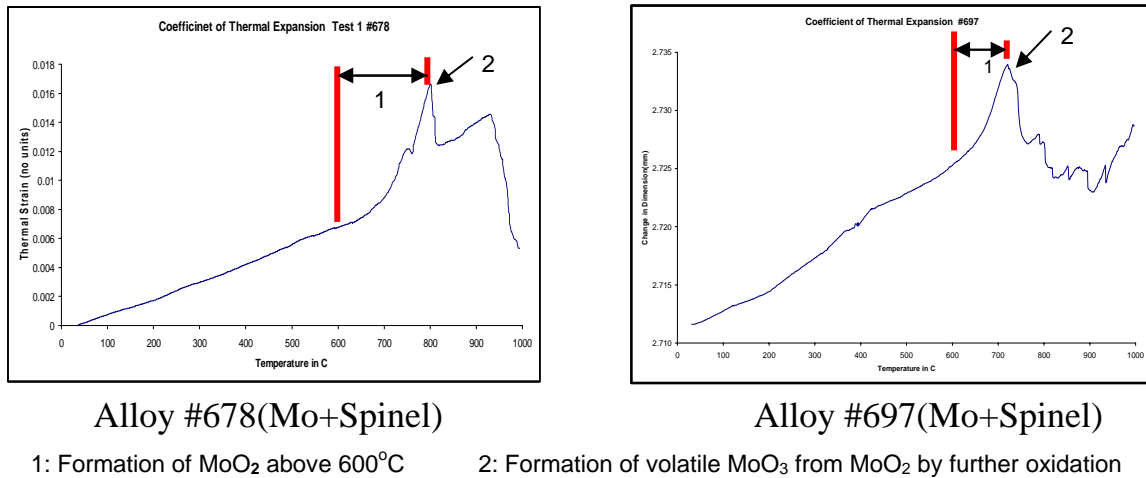 Coefficinet of Thermal Expansion Test 1 #678
0.018
0.016
0.014
0.012
0.01
0.008
0.006
0.004
0.002
0
Thermal Strain (no units)
1
2
0 100 200 300 400 500 600 700 800 900 1000
Temperature in C
Coefficient of Thermal Expansion #697
2.735
2.730
2.725
2.720
2.715
2.710
Change in Dimension(mm)
1
2
0 100 200 300 400 500 600 700 800 900 1000
Temperature in C
Alloy #678(Mo+Spinel)
Alloy #697(Mo+Spinel)
1: Formation of MoO₂ above 600°C
2: Formation of volatile MoO₃ from MoO₂ by further oxidation